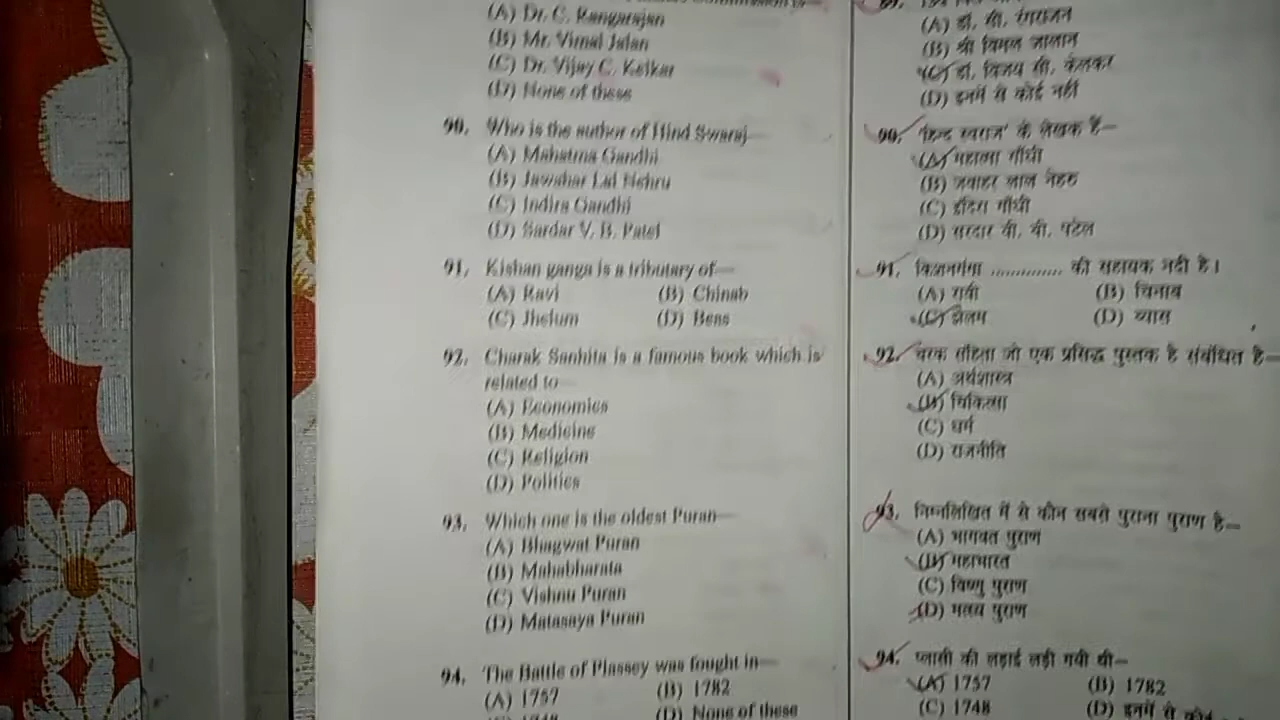 (A) Dr. C. Rangarajan
(B) Mr. Vimal Jalan
(C) Dr. Vijay C. Kelkar
(D) None of these
90. Who is the author of Hind Swaraj—
(A) Mahatma Gandhi
(B) Jawahar Lal Nehru
(C) Indira Gandhi
(D) Sardar V. B. Patel
91. Kishan ganga is a tributary of—
(A) Ravi (B) Chinab
(C) Jhelum (D) Beas
92. Charak Sanhita is a famous book which is
related to—
(A) Economics
(B) Medicine
(C) Religion
(D) Politics
93. Which one is the oldest Puran—
(A) Bhagwat Puran
(B) Mahabharata
(C) Vishnu Puran
(D) Matasaya Puran
94. The Battle of Plassey was fought in—
(A) 1757 (B) 1782
(D) None of these
(A) डॉ. सी. रंगराजन
(B) श्री विमल जालान
(C) डॉ. विजय सी. केलकर
(D) इनमें से कोई नहीं
90. 'हिन्द स्वराज' के लेखक हैं—
(A) महात्मा गाँधी
(B) जवाहर लाल नेहरु
(C) इंदिरा गाँधी
(D) सरदार वी. बी. पटेल
91. किशनगंगा .............. की सहायक नदी है।
(A) रावी (B) चिनाब
(C) झेलम (D) व्यास
92. चरक संहिता जो एक प्रसिद्ध पुस्तक है संबंधित है—
(A) अर्थशास्त्र
(B) चिकित्सा
(C) धर्म
(D) राजनीति
93. निम्नलिखित में से कौन सबसे पुराना पुराण है—
(A) भागवत पुराण
(B) महाभारत
(C) विष्णु पुराण
(D) मत्स्य पुराण
94. प्लासी की लड़ाई लड़ी गयी थी—
(A) 1757 (B) 1782
(C) 1748 (D) इनमें से कोई